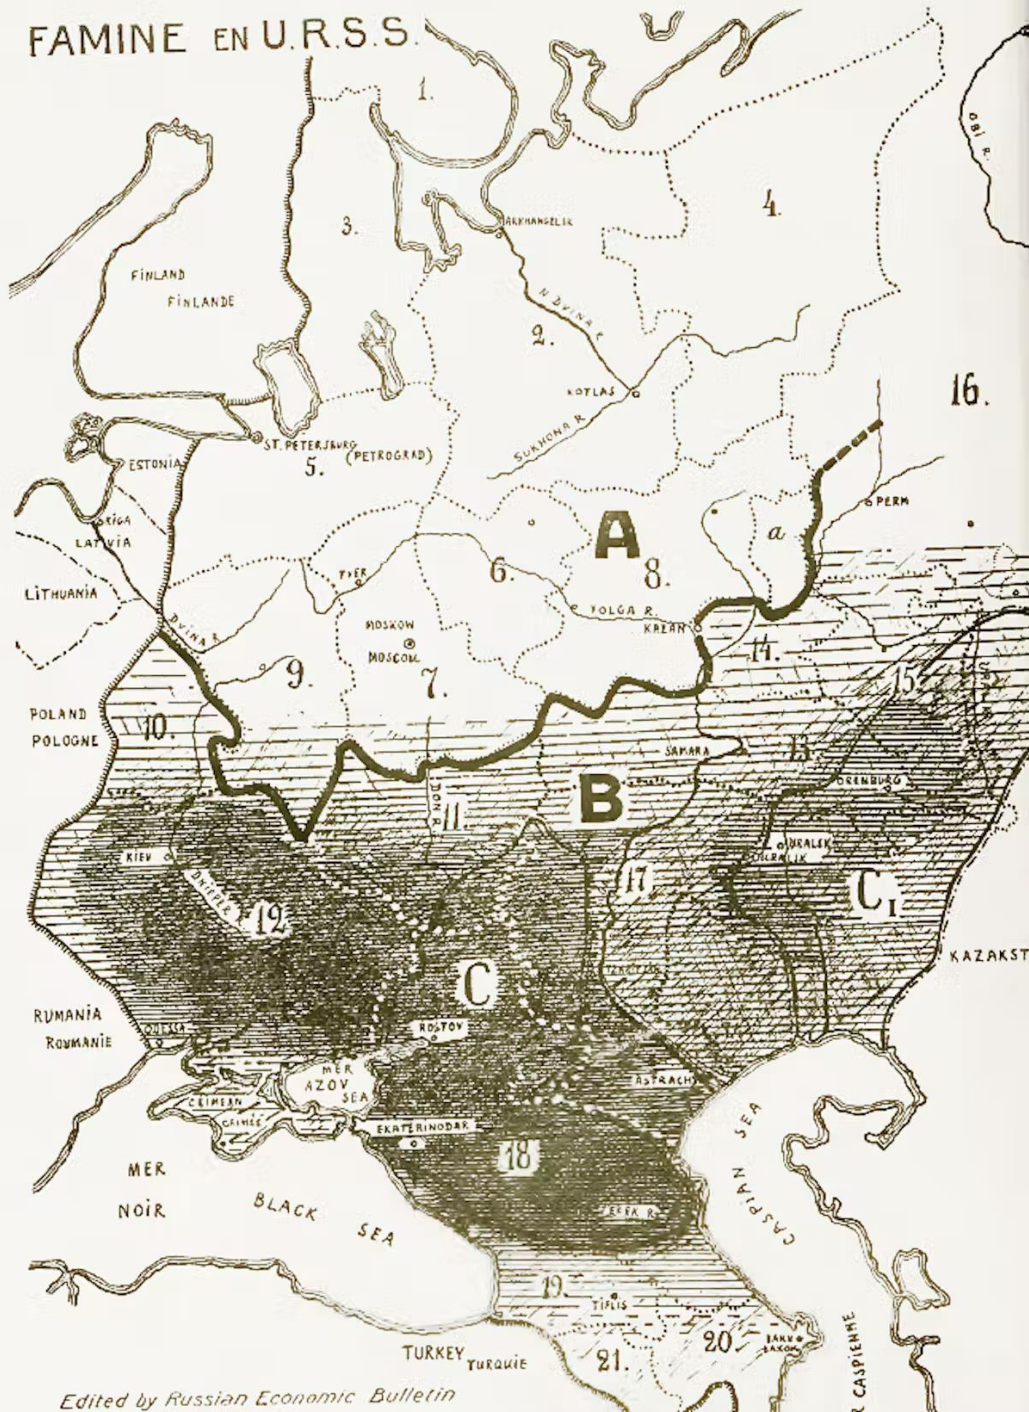 FAMINE EN U.R.S.S.
1.
OBI R.
4.
3.
ARKHANGELSK
FINLAND
FINLANDE
N DVINA R
2.
16.
KOTLAS
SUKHONA R.
ST. PETERSBURG
(PETROGRAD)
5.
ESTONIA
PERM
RIGA
LATVIA
A
a
TVER
6.
8.
LITHUANIA
VOLGA R.
KAZAN
MOSKOW
MOSCOU
DVINA R
14.
9.
7.
15
POLAND
POLOGNE
10.
SAMARA
13.
ORENBURG
B
DON R.
11.
URALSK
OURALSK
KIEV
DNIEPER
17
C1
12
KAZAKST
C
RUMANIA
ROUMANIE
ODESSA
ROSTOV
MER
AZOV
SEA
ASTRACH
CRIMEAN
CRIMÉE
EKATERINODAR
18
CASPIAN SEA
MER
NOIR
BLACK SEA
TEREK R.
19.
TIFLIS
20.
BAKU
BAKOU
21.
TURKEY
TURQUIE
R CASPIENNE
Edited by Russian Economic Bulletin